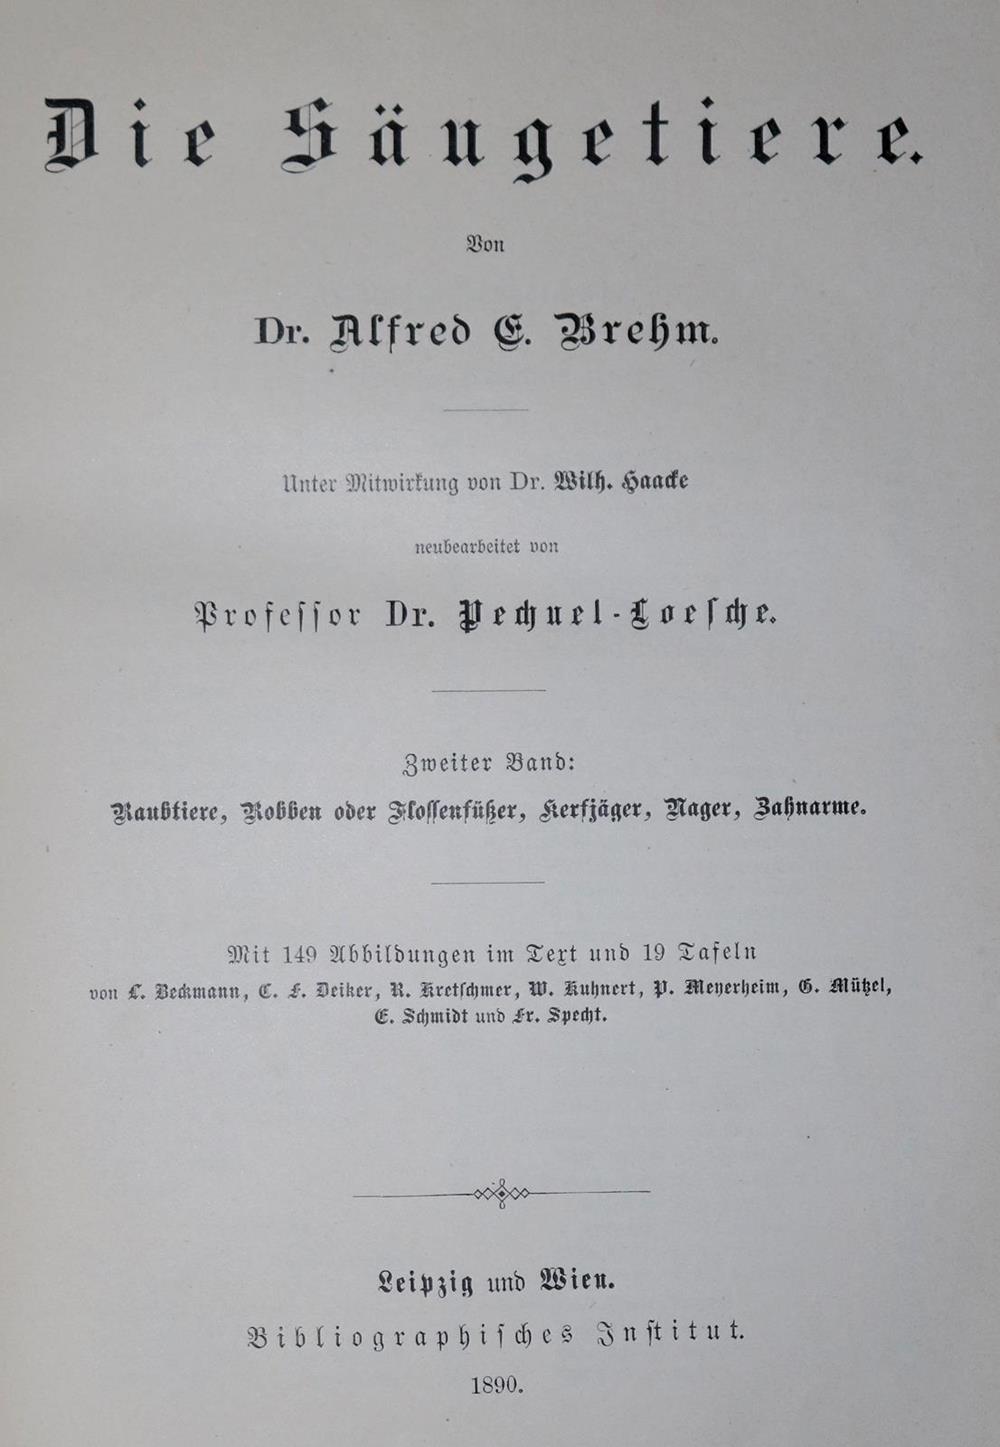 Die Säugetiere.
Von
Dr. Alfred E. Brehm.
Unter Mitwirkung von Dr. Wilh. Haacke
neubearbeitet von
Profeſſor Dr. Pechuel-Loeſche.
Zweiter Band:
Raubtiere, Robben oder Floſſenfüßer, Kerfjäger, Nager, Zahnarme.
Mit 149 Abbildungen im Text und 19 Tafeln
von L. Beckmann, C. F. Deiker, R. Kretſchmer, W. Kuhnert, P. Meyerheim, G. Mützel,
E. Schmidt und Fr. Specht.
Leipzig und Wien.
Bibliographiſches Inſtitut.
1890.